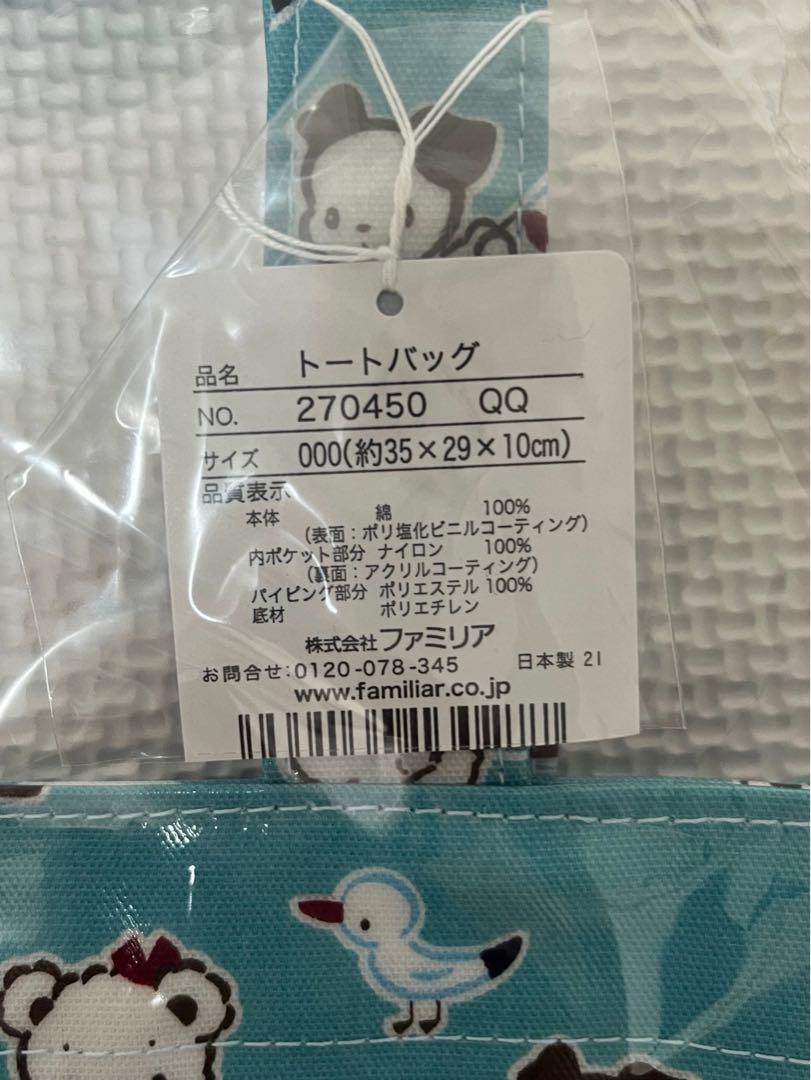 品名 トートバッグ
NO. 270450 QQ
サイズ 000(約35×29×10cm)
品質表示
本体 綿 100%
(表面：ポリ塩化ビニルコーティング)
内ポケット部分 ナイロン 100%
(裏面：アクリルコーティング)
パイピング部分 ポリエステル 100%
底材 ポリエチレン
株式会社ファミリア
お問合せ:0120-078-345 日本製 21
www.familiar.co.jp